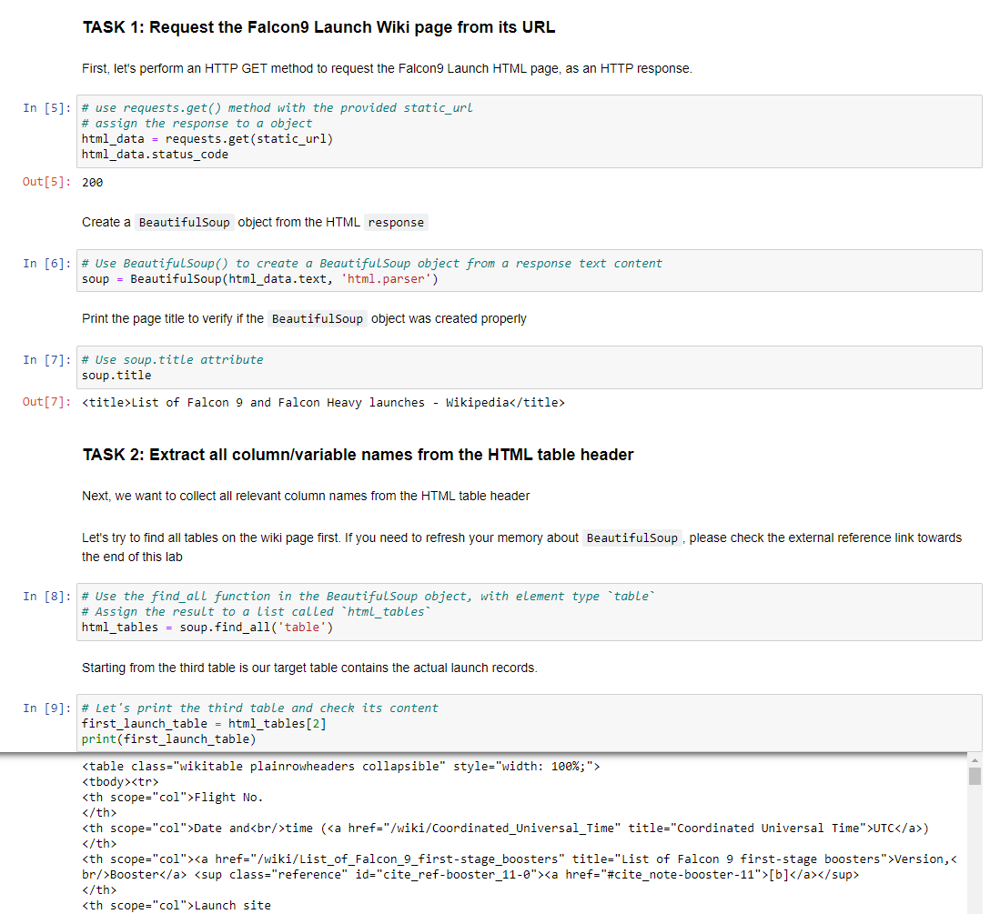 TASK 1: Request the Falcon9 Launch Wiki page from its URL
First, let's perform an HTTP GET method to request the Falcon9 Launch HTML page, as an HTTP response.
In [5]: # use requests.get() method with the provided static_url
# assign the response to a object
html_data = requests.get(static_url)
html_data.status_code
Out[5]: 200
Create a BeautifulSoup object from the HTML response
In [6]: # Use BeautifulSoup() to create a BeautifulSoup object from a response text content
soup = BeautifulSoup(html_data.text, 'html.parser')
Print the page title to verify if the BeautifulSoup object was created properly
In [7]: # Use soup.title attribute
soup.title
Out[7]: <title>List of Falcon 9 and Falcon Heavy launches - Wikipedia</title>
TASK 2: Extract all column/variable names from the HTML table header
Next, we want to collect all relevant column names from the HTML table header
Let's try to find all tables on the wiki page first. If you need to refresh your memory about BeautifulSoup, please check the external reference link towards
the end of this lab
In [8]: # Use the find_all function in the BeautifulSoup object, with element type `table`
# Assign the result to a list called `html_tables`
html_tables = soup.find_all('table')
Starting from the third table is our target table contains the actual launch records.
In [9]: # Let's print the third table and check its content
first_launch_table = html_tables[2]
print(first_launch_table)
<table class="wikitable plainrowheaders collapsible" style="width: 100%;">
<tbody><tr>
<th scope="col">Flight No.
</th>
<th scope="col">Date and<br/>time (<a href="/wiki/Coordinated_Universal_Time" title="Coordinated Universal Time">UTC</a>)
</th>
<th scope="col"><a href="/wiki/List_of_Falcon_9_first-stage_boosters" title="List of Falcon 9 first-stage boosters">Version,<
br/>Booster</a> <sup class="reference" id="cite_ref-booster_11-0"><a href="#cite_note-booster-11">[b]</a></sup>
</th>
<th scope="col">Launch site